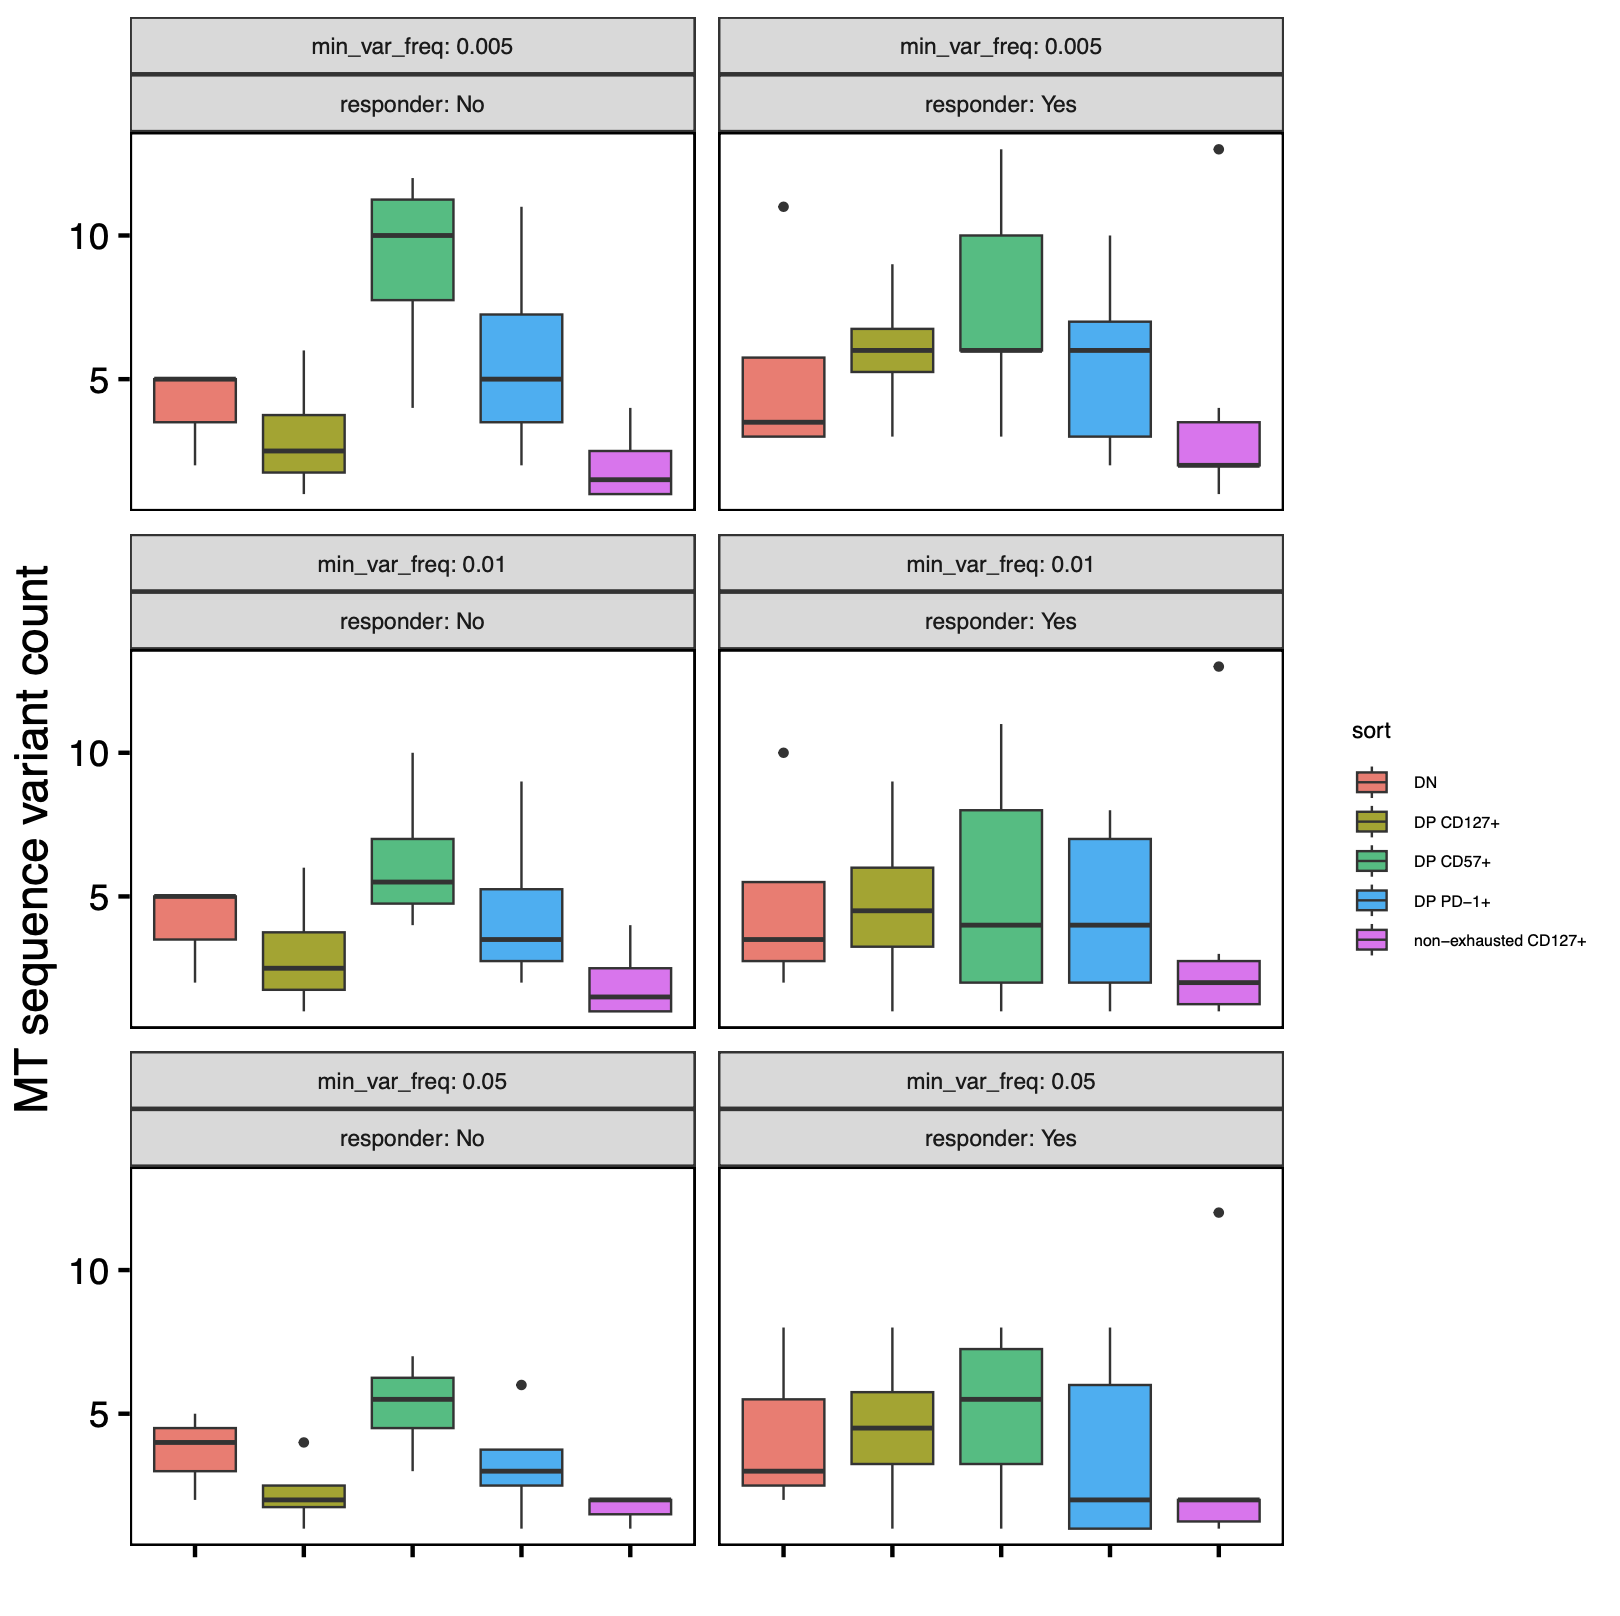 min_var_freq: 0.005
responder: No
min_var_freq: 0.005
responder: Yes
10
5
min_var_freq: 0.01
responder: No
min_var_freq: 0.01
responder: Yes
10
5
min_var_freq: 0.05
responder: No
min_var_freq: 0.05
responder: Yes
10
5
MT sequence variant count
sort
DN
DP CD127+
DP CD57+
DP PD−1+
non−exhausted CD127+